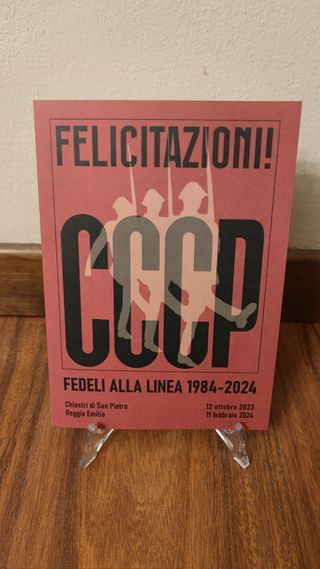 FELICITAZIONI!
CCCP
FEDELI ALLA LINEA 1984-2024
Chiostri di San Pietro
Reggio Emilia
12 ottobre 2023
11 febbraio 2024